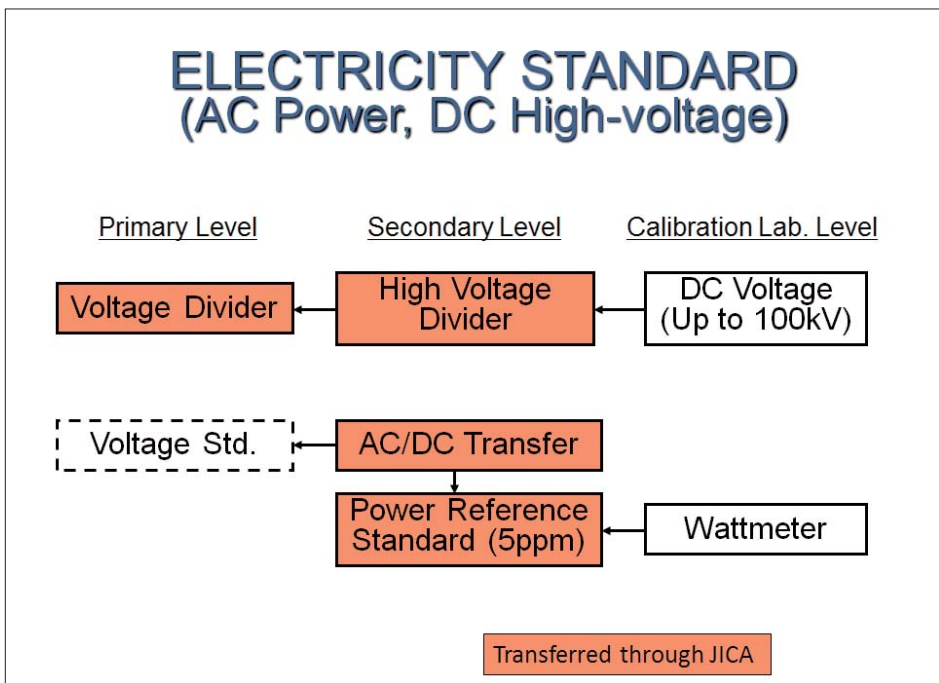 ELECTRICITY STANDARD
(AC Power, DC High-voltage)
Primary Level
Secondary Level
Calibration Lab. Level
Voltage Divider
High Voltage
Divider
DC Voltage
(Up to 100kV)
Voltage Std.
AC/DC Transfer
Power Reference
Standard (5ppm)
Wattmeter
Transferred through JICA